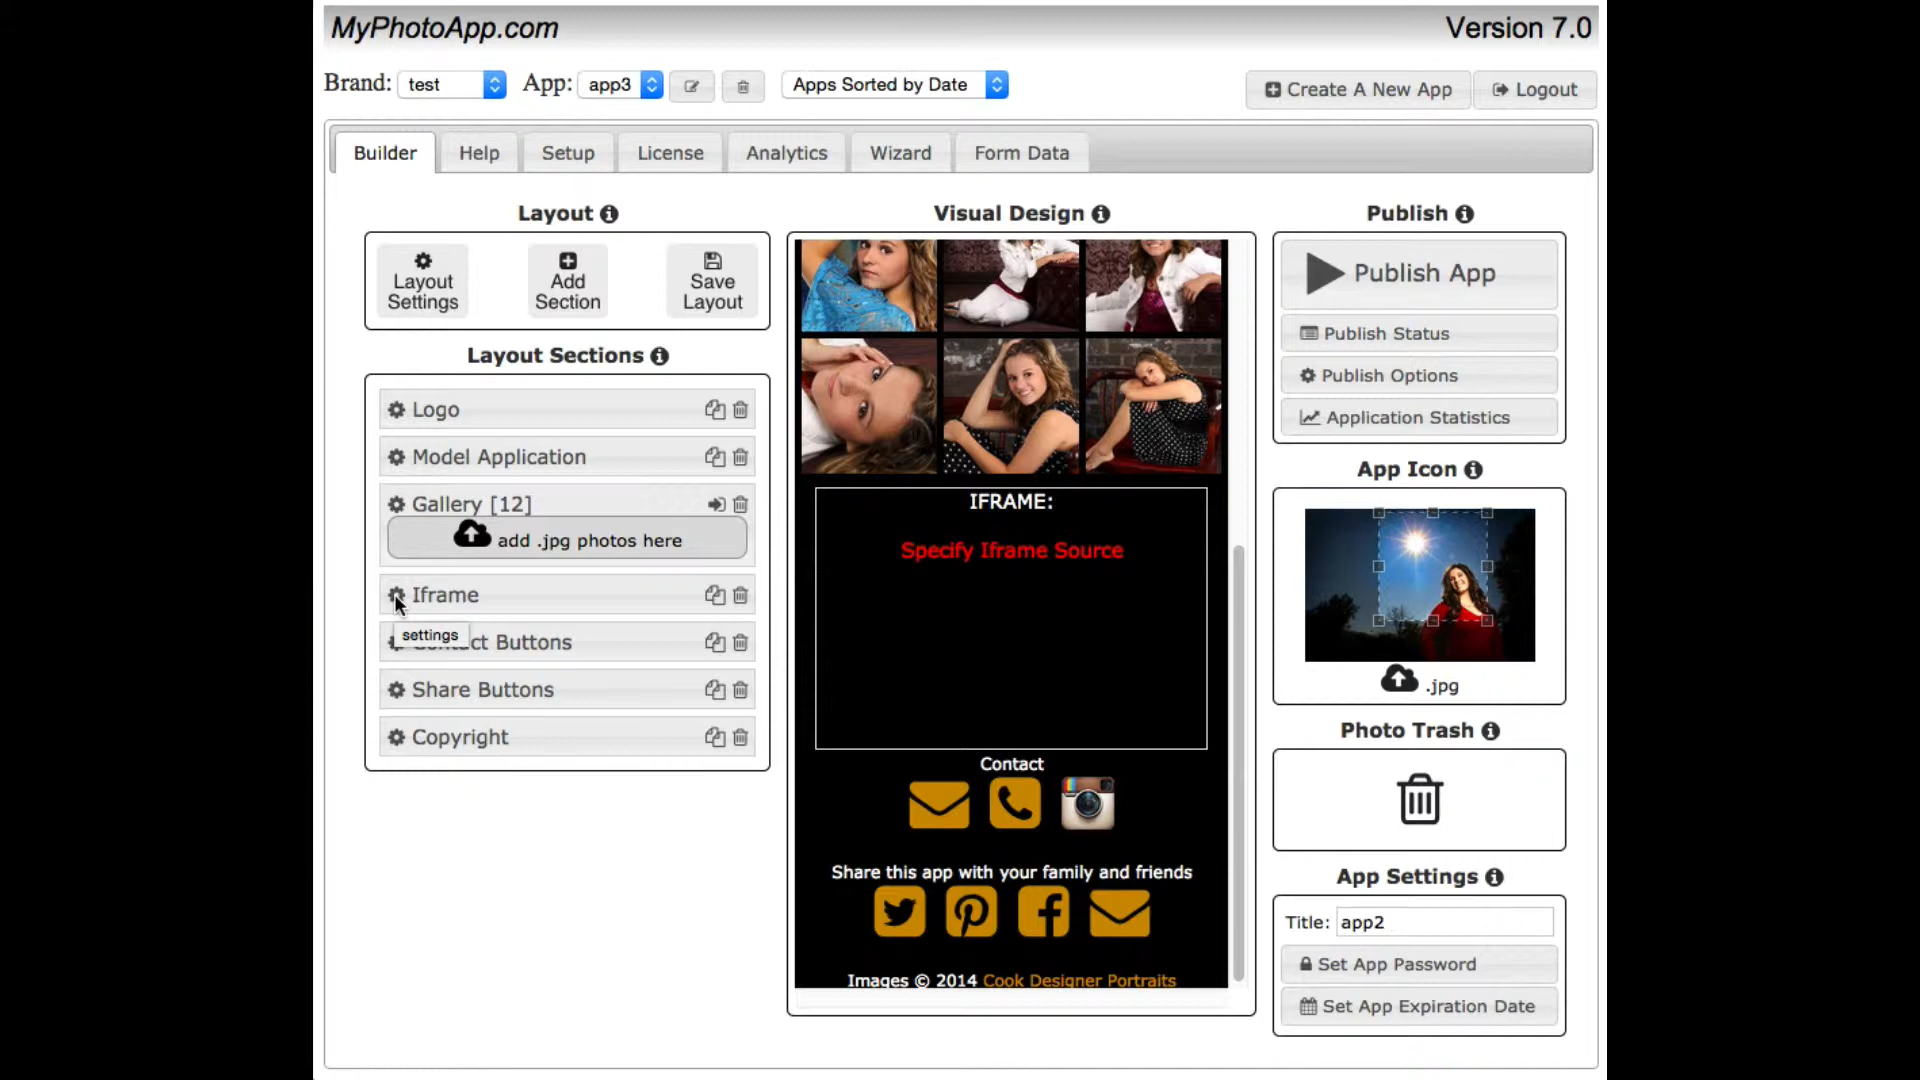 MyPhotoApp.com
Version 7.0
Brand: test App: app3 Apps Sorted by Date
Create A New App Logout
Builder Help Setup License Analytics Wizard Form Data
Layout
Layout Settings
Add Section
Save Layout
Layout Sections
Logo
Model Application
Gallery [12]
add .jpg photos here
Iframe
settings
ct Buttons
Share Buttons
Copyright
Visual Design
IFRAME:
Specify Iframe Source
Contact
Share this app with your family and friends
Images © 2014 Cook Designer Portraits
Publish
Publish App
Publish Status
Publish Options
Application Statistics
App Icon
.jpg
Photo Trash
App Settings
Title: app2
Set App Password
Set App Expiration Date